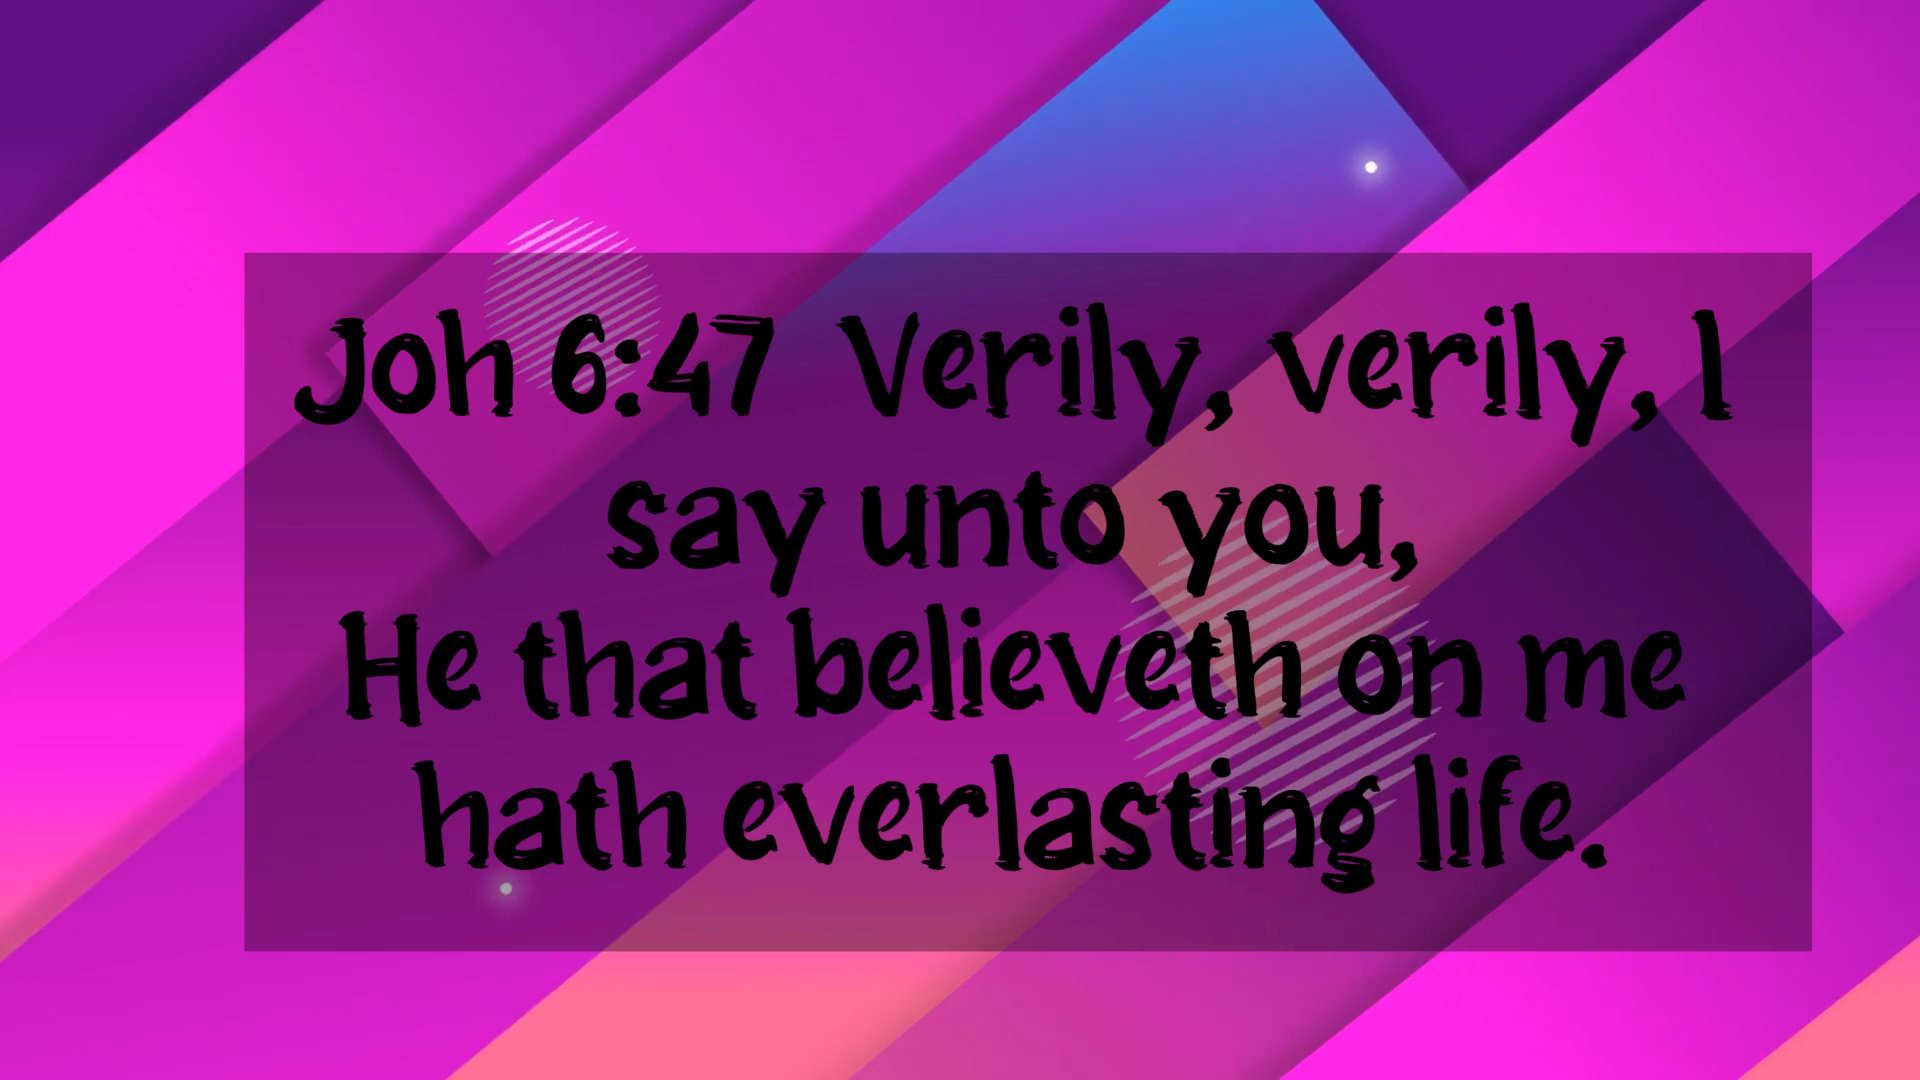 Joh 6:47  Verily, verily, I
say unto you,
He that believeth on me
hath everlasting life.